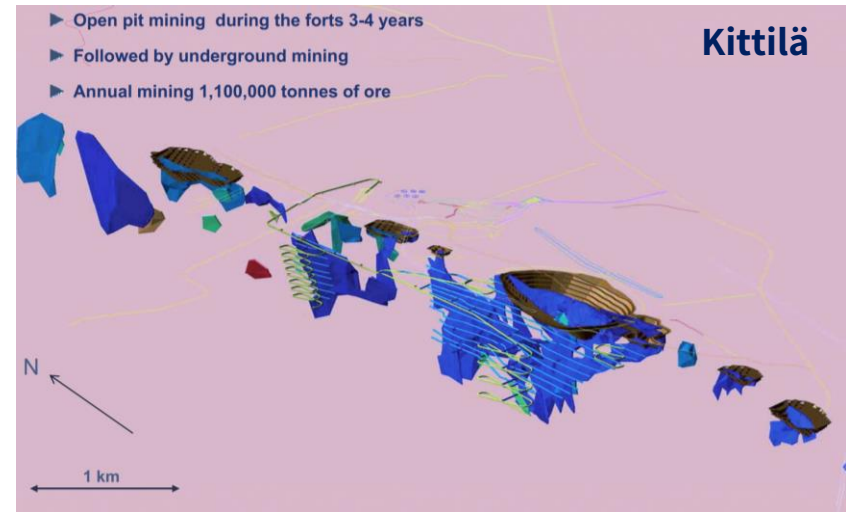 Open pit mining during the forts 3-4 years
Kittilä
Followed by underground mining
Annual mining 1,100,000 tonnes of ore
N
1 km